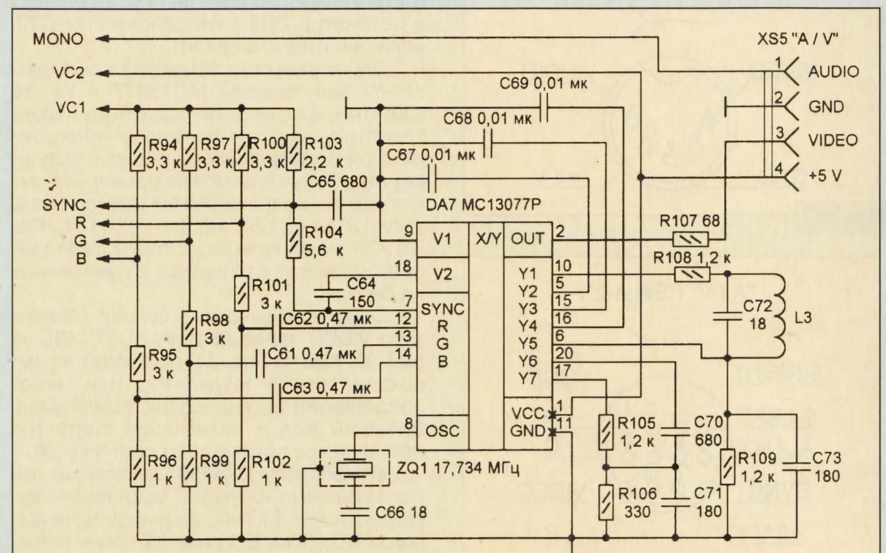 MONO
XS5 "A / V"
VC2
1 AUDIO
C69 0,01 мк
VC1
2 GND
C68 0,01 мк
R94 3,3 к
R97 3,3 к
R100 3,3 к
R103 2,2 к
3 VIDEO
C67 0,01 мк
4 +5 V
C65 680
SYNC
DA7 MC13077P
R
G
B
R104 5,6 к
9 V1 X/Y OUT 2
R107 68
18 V2
Y1 10
R108 1,2 к
R101 3 к
C64 150
Y2 5
7 SYNC
Y3 15
C62 0,47 мк
12 R
Y4 16
C72 18
L3
R98 3 к
13 G
Y5 6
C61 0,47 мк
14 B
Y6 20
R95 3 к
Y7 17
C63 0,47 мк
VCC 1
R105 1,2 к
C70 680
8 OSC
GND 11
R96 1 к
R99 1 к
R102 1 к
ZQ1 17,734 МГц
R109 1,2 к
C73 180
R106 330
C71 180
C66 18